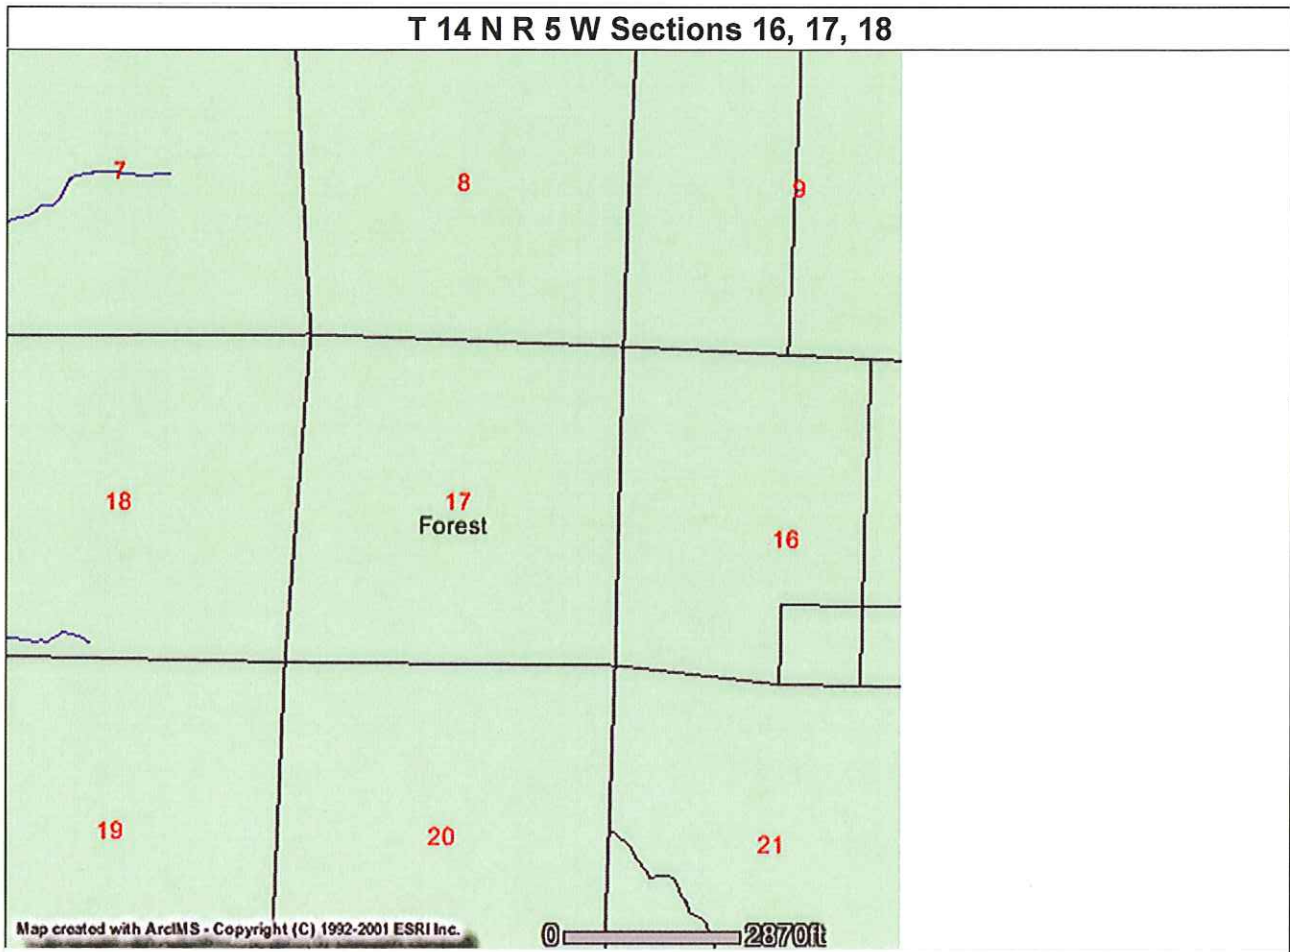 T 14 N R 5 W Sections 16, 17, 18
7
8
9
18
17
Forest
16
19
20
21
Map created with ArcIMS - Copyright (C) 1992-2001 ESRI Inc.
0 2870ft